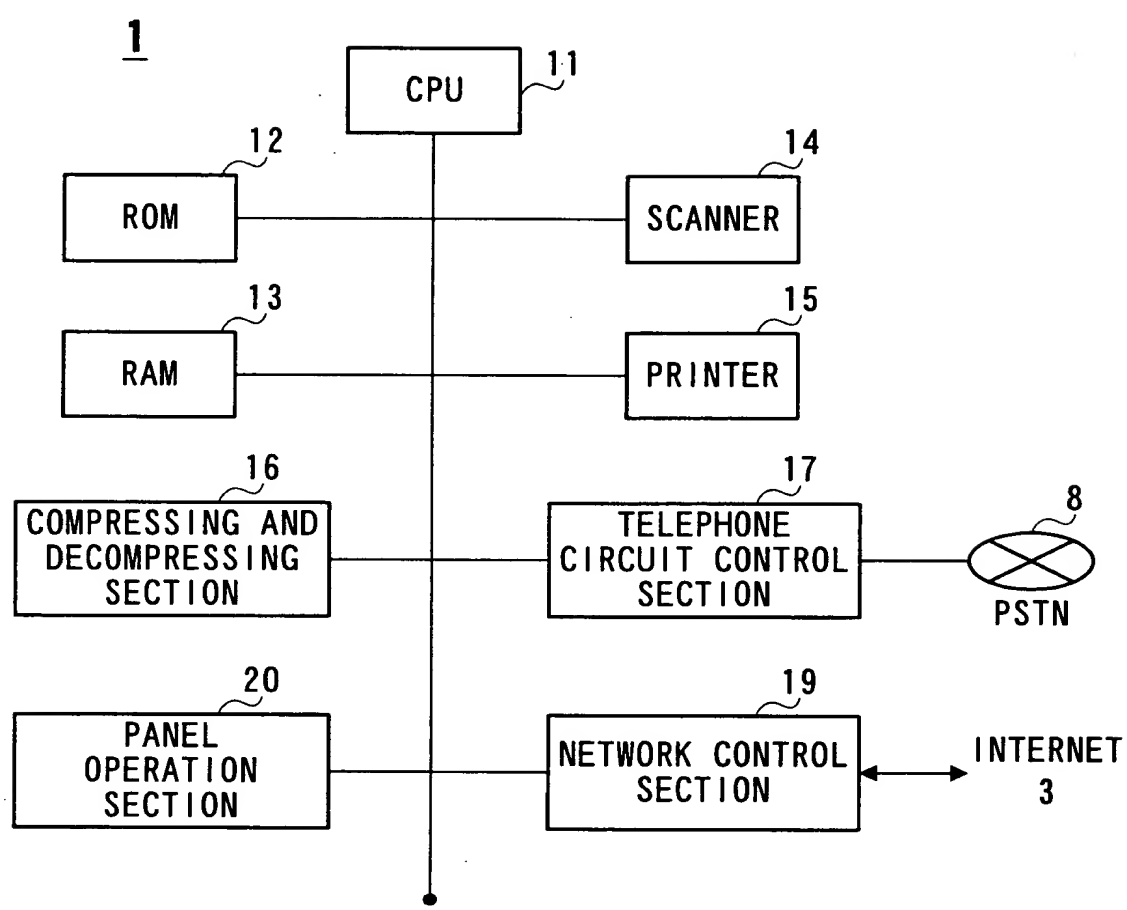 1
11
CPU
12
ROM
14
SCANNER
13
RAM
15
PRINTER
16
COMPRESSING AND
DECOMPRESSING
SECTION
17
TELEPHONE
CIRCUIT CONTROL
SECTION
8
PSTN
20
PANEL
OPERATION
SECTION
19
NETWORK CONTROL
SECTION
INTERNET
3